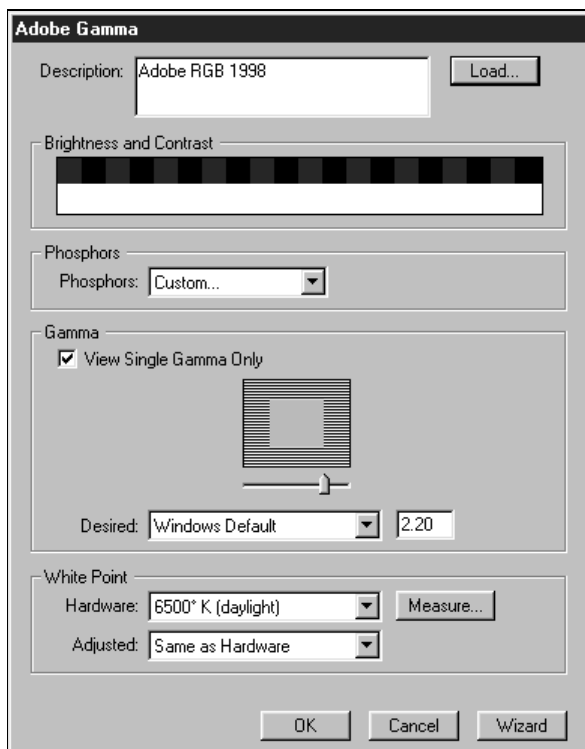 Adobe Gamma
Description: Adobe RGB 1998 Load...
Brightness and Contrast
Phosphors
Phosphors: Custom...
Gamma
View Single Gamma Only
Desired: Windows Default 2.20
White Point
Hardware: 6500° K (daylight) Measure...
Adjusted: Same as Hardware
OK Cancel Wizard